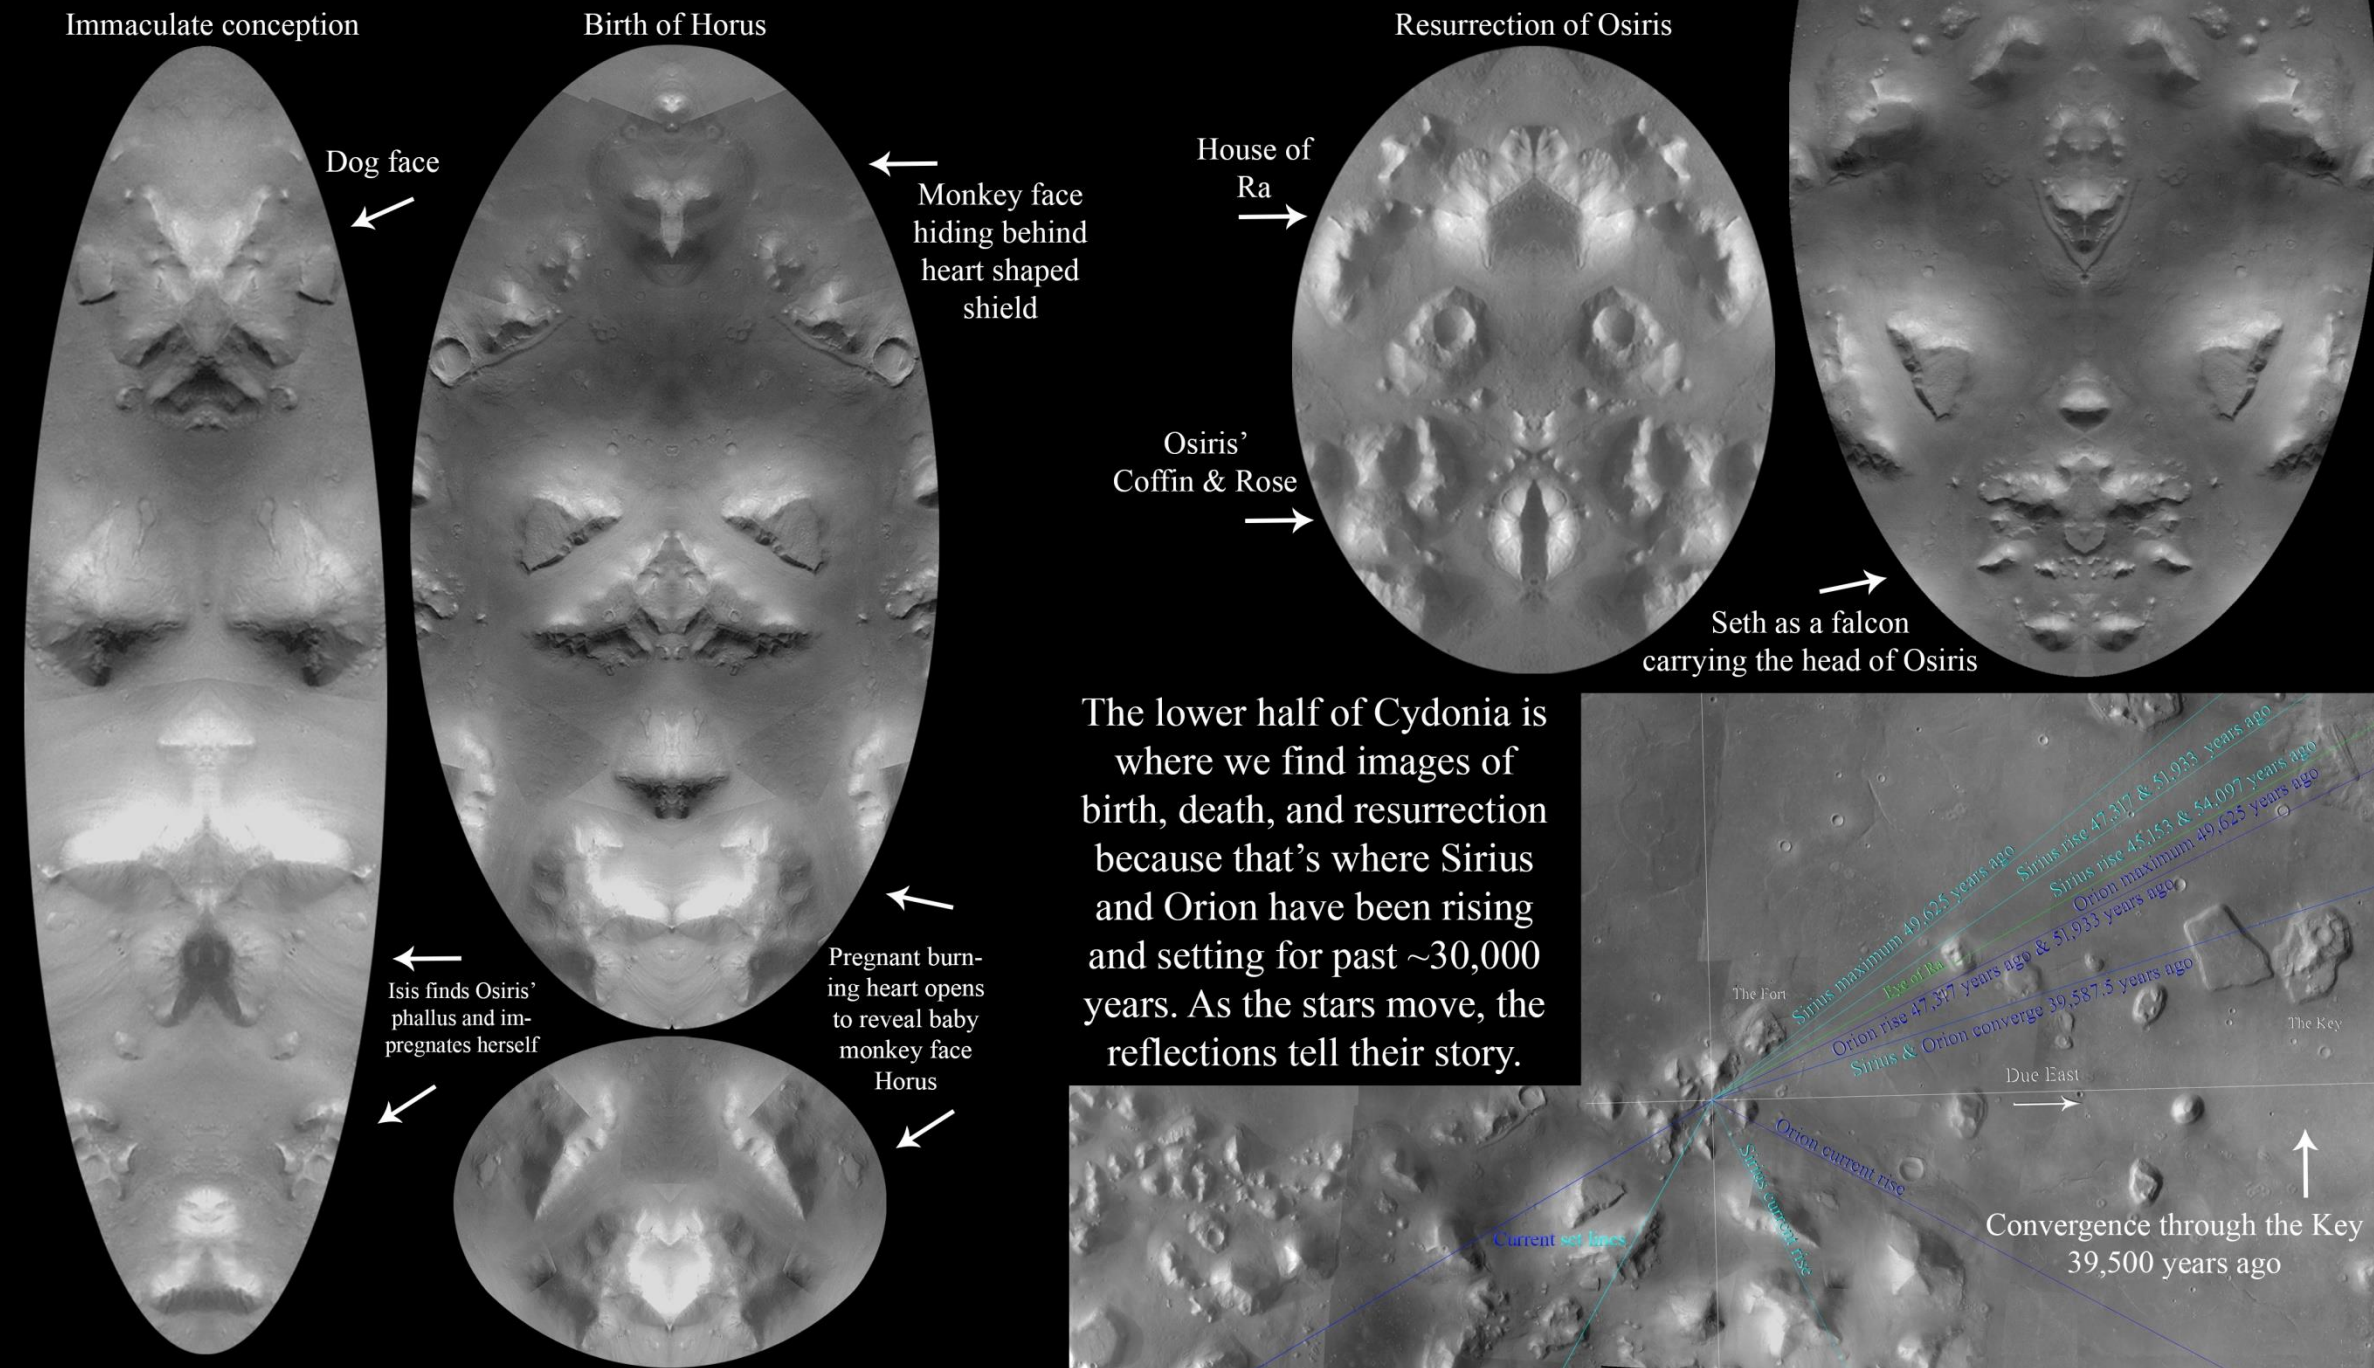 Immaculate conception
Birth of Horus
Resurrection of Osiris
Dog face
Monkey face
hiding behind
heart shaped
shield
House of
Ra
Osiris’
Coffin & Rose
Seth as a falcon
carrying the head of Osiris
Isis finds Osiris’
phallus and im-
pregnates herself
Pregnant burn-
ing heart opens
to reveal baby
monkey face
Horus
The lower half of Cydonia is
where we find images of
birth, death, and resurrection
because that’s where Sirius
and Orion have been rising
and setting for past ~30,000
years. As the stars move, the
reflections tell their story.
Sirius maximum 49,625 years ago
Sirius rise 47,317 & 51,933 years ago
Sirius rise 45,153 & 54,097 years ago
Orion maximum 49,625 years ago
Eye of Ra
Orion rise 47,317 years ago & 51,933 years ago
Sirius & Orion converge 39,587.5 years ago
The Fort
The Key
Due East
Orion current rise
Sirius current rise
Current set lines
Convergence through the Key
39,500 years ago